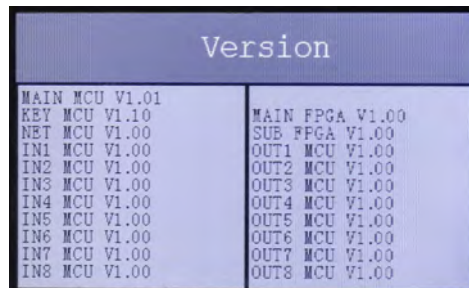 Version
MAIN MCU V1.01
KEY MCU V1.10
NET MCU V1.00
IN1 MCU V1.00
IN2 MCU V1.00
IN3 MCU V1.00
IN4 MCU V1.00
IN5 MCU V1.00
IN6 MCU V1.00
IN7 MCU V1.00
IN8 MCU V1.00
MAIN FPGA V1.00
SUB FPGA V1.00
OUT1 MCU V1.00
OUT2 MCU V1.00
OUT3 MCU V1.00
OUT4 MCU V1.00
OUT5 MCU V1.00
OUT6 MCU V1.00
OUT7 MCU V1.00
OUT8 MCU V1.00